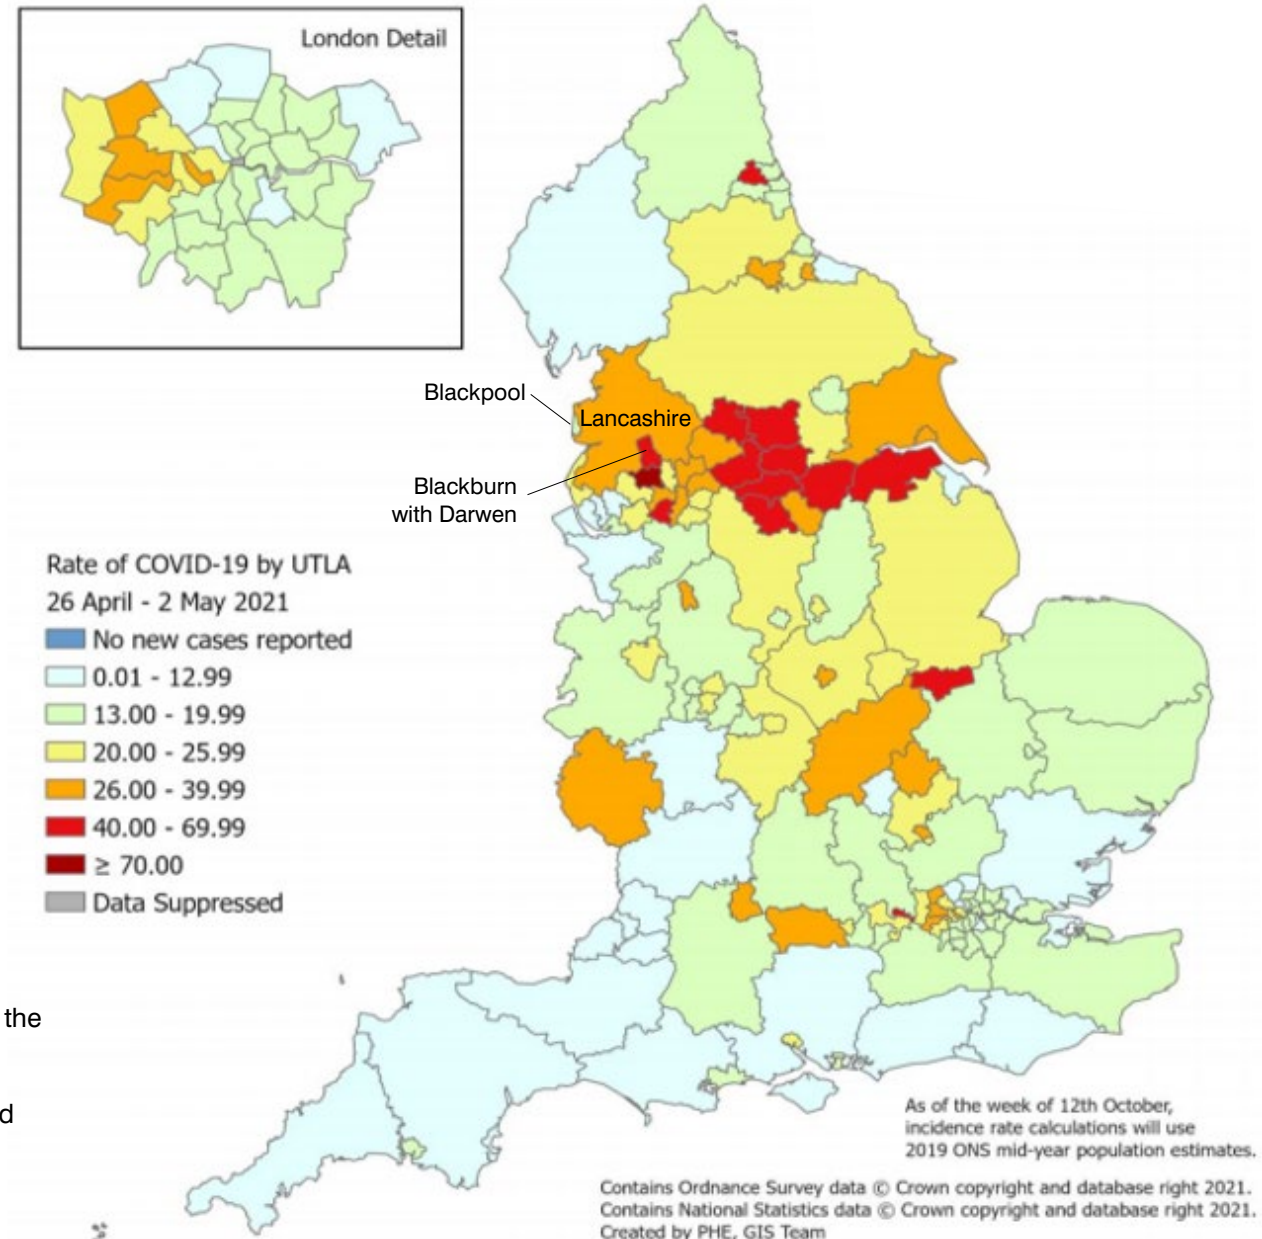 London Detail
Blackpool
Lancashire
Blackburn
with Darwen
Rate of COVID-19 by UTLA
26 April - 2 May 2021
No new cases reported
0.01 - 12.99
13.00 - 19.99
20.00 - 25.99
26.00 - 39.99
40.00 - 69.99
≥ 70.00
Data Suppressed
the
d
As of the week of 12th October,
incidence rate calculations will use
2019 ONS mid-year population estimates.
Contains Ordnance Survey data © Crown copyright and database right 2021.
Contains National Statistics data © Crown copyright and database right 2021.
Created by PHE, GIS Team